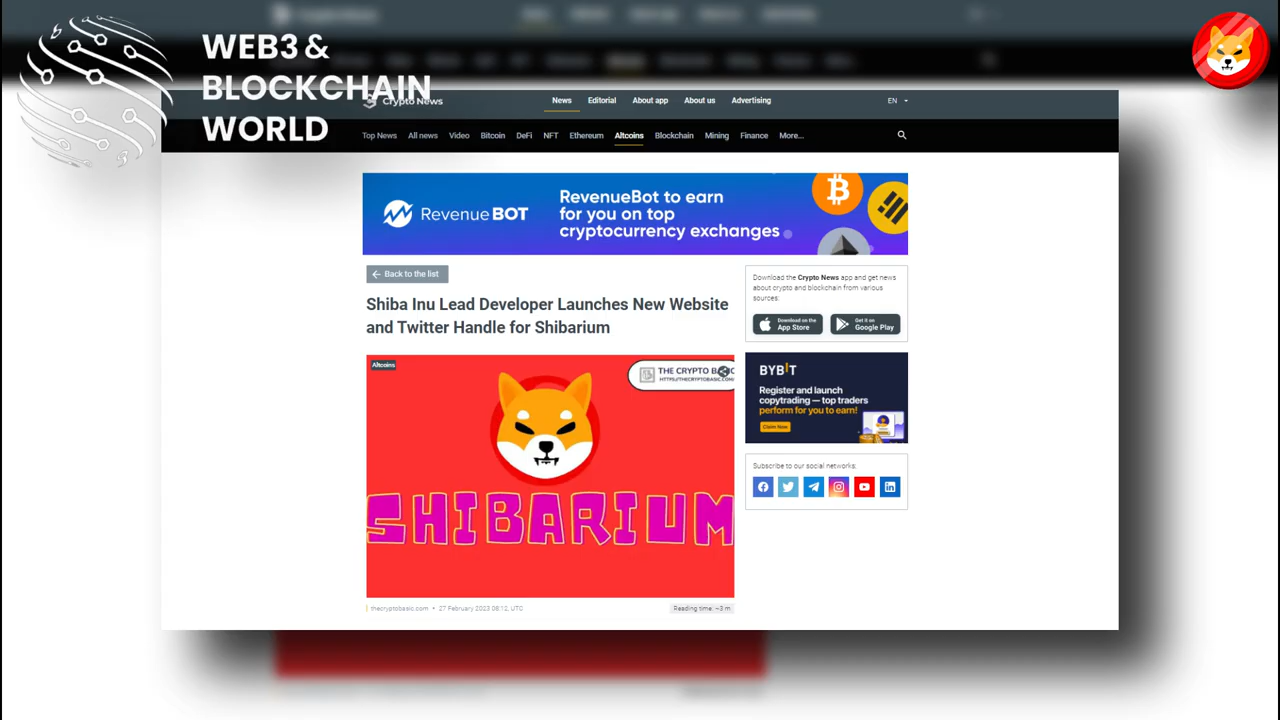 WEB3 &
BLOCKCHAIN
WORLD
Crypto News
News Editorial About app About us Advertising
EN
Top News All news Video Bitcoin DeFi NFT Ethereum Altcoins Blockchain Mining Finance More...
RevenueBOT
RevenueBot to earn
for you on top
cryptocurrency exchanges
Back to the list
Shiba Inu Lead Developer Launches New Website
and Twitter Handle for Shibarium
Altcoins
THE CRYPTO BASIC
HTTPS://THECRYPTOBASIC.COM/
SHIBARIUM
thecryptobasic.com • 27 February 2023 08:12, UTC
Reading time: ~3 m
Download the Crypto News app and get news
about crypto and blockchain from various
sources:
Download on the
App Store
Get it on
Google Play
BYBIT
Register and launch
copytrading — top traders
perform for you to earn!
Claim Now
Subscribe to our social networks: